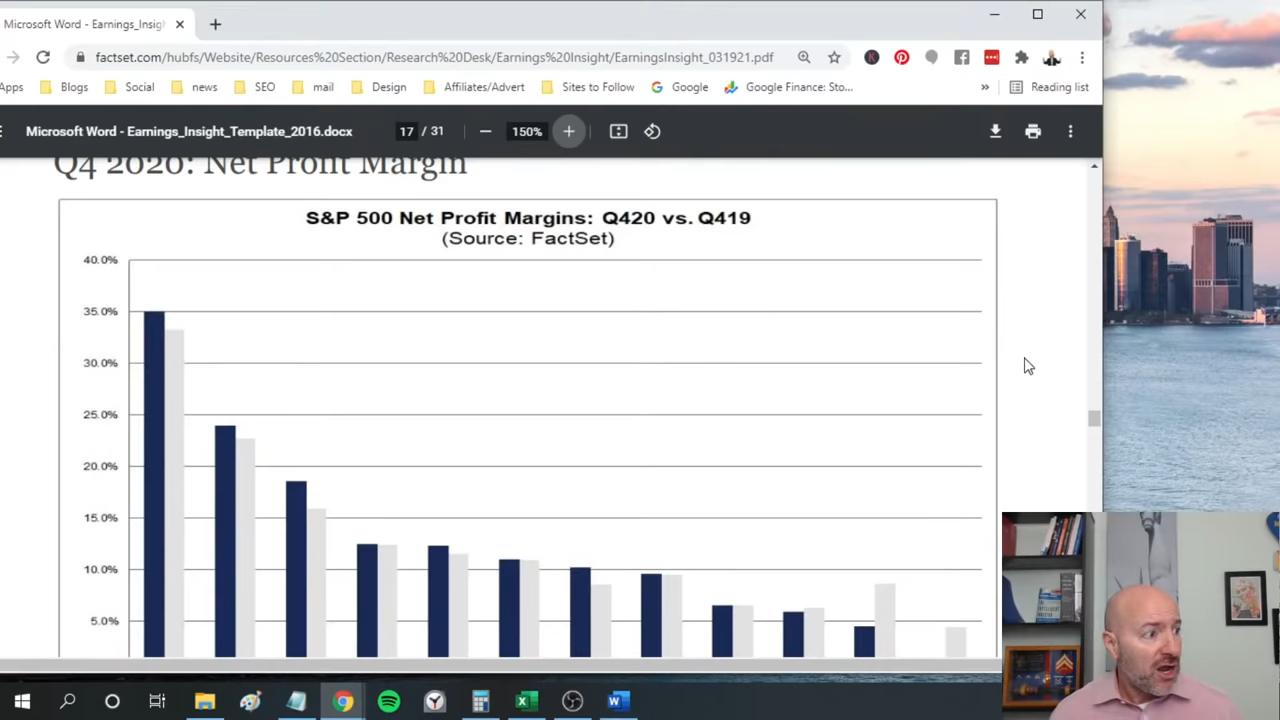 Microsoft Word - Earnings_Insig
factset.com/hubfs/Website/Resources%20Section/Research%20Desk/Earnings%20Insight/EarningsInsight_031921.pdf
Apps Blogs Social news SEO mail Design Affiliates/Advert Sites to Follow Google Google Finance: Sto... » Reading list
Microsoft Word - Earnings_Insight_Template_2016.docx 17 / 31 150%
Q4 2020: Net Profit Margin
S&P 500 Net Profit Margins: Q420 vs. Q419
(Source: FactSet)
40.0%
35.0%
30.0%
25.0%
20.0%
15.0%
10.0%
5.0%